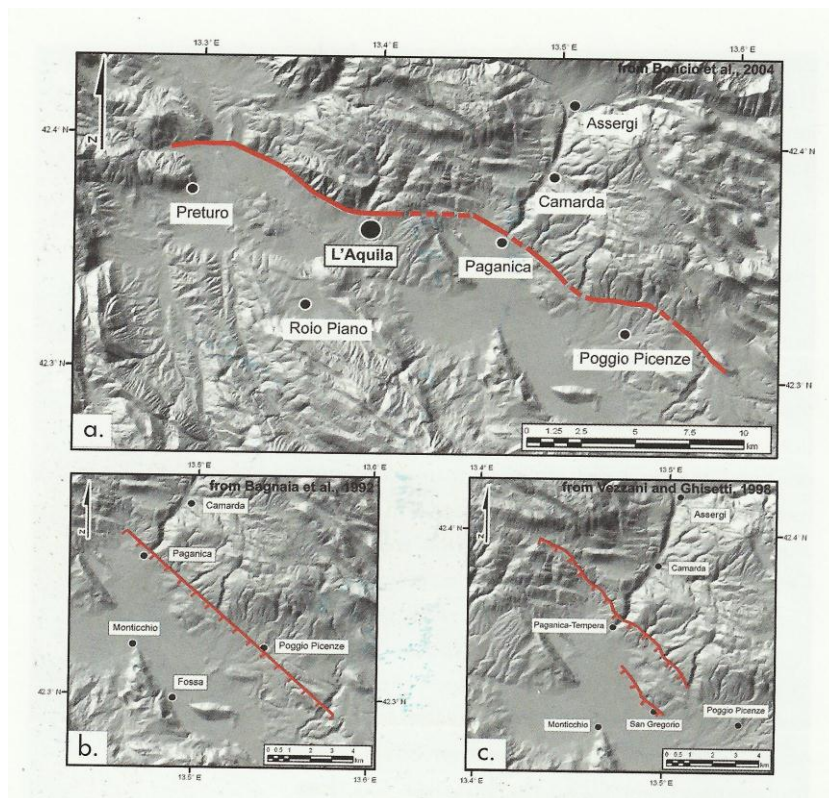 13.3° E
13.4° E
13.5° E
13.6° E
from Boncio et al., 2004
N
42.4° N
42.4° N
Assergi
Camarda
Preturo
L'Aquila
Paganica
Roio Piano
Poggio Picenze
42.3° N
42.3° N
a.
0 1.25 2.5 5 7.5 10
km
13.5° E
13.6° E
from Bagnaia et al., 1992
N
Camarda
42.4° N
Paganica
Monticchio
Poggio Picenze
Fossa
42.3° N
42.3° N
b.
0 0.5 1 2 3 4
km
13.5° E
13.6° E
13.4° E
13.5° E
from Vezzani and Ghisetti, 1998
N
Assergi
42.4° N
42.4° N
Camarda
Paganica-Tempera
Monticchio
San Gregorio
Poggio Picenze
c.
0 0.5 1 2 3 4
km
13.4° E
13.5° E